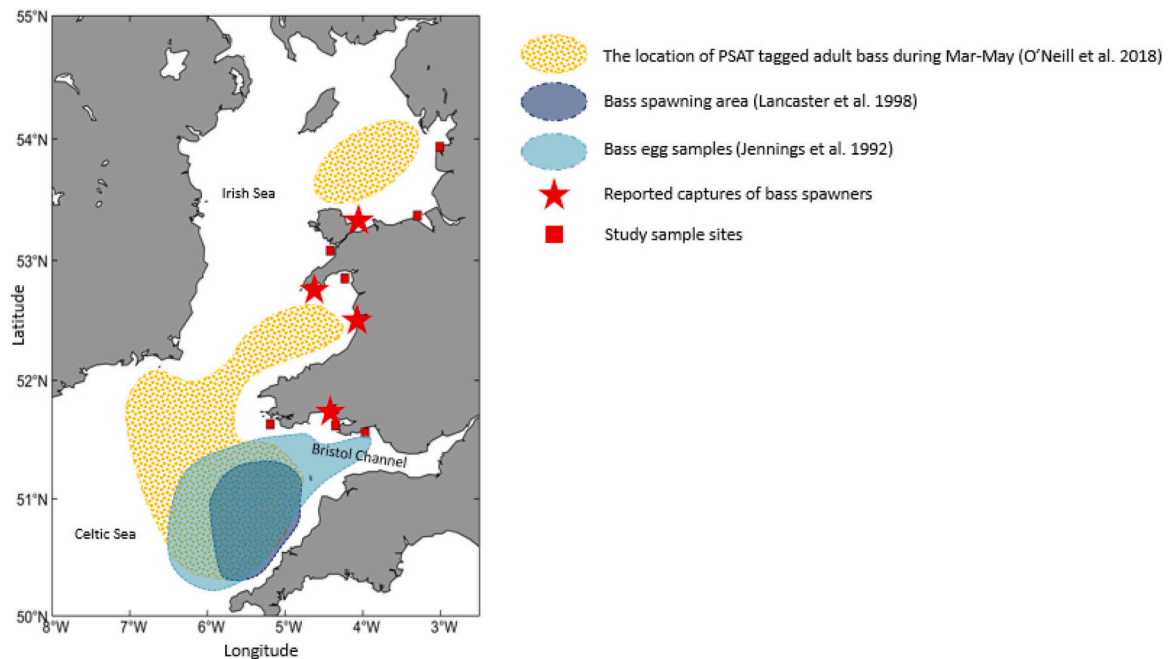 55°N
54°N
53°N
52°N
51°N
50°N
8°W
7°W
6°W
5°W
4°W
3°W
Latitude
Longitude
Irish Sea
Bristol Channel
Celtic Sea
The location of PSAT tagged adult bass during Mar-May (O'Neill et al. 2018)
Bass spawning area (Lancaster et al. 1998)
Bass egg samples (Jennings et al. 1992)
Reported captures of bass spawners
Study sample sites